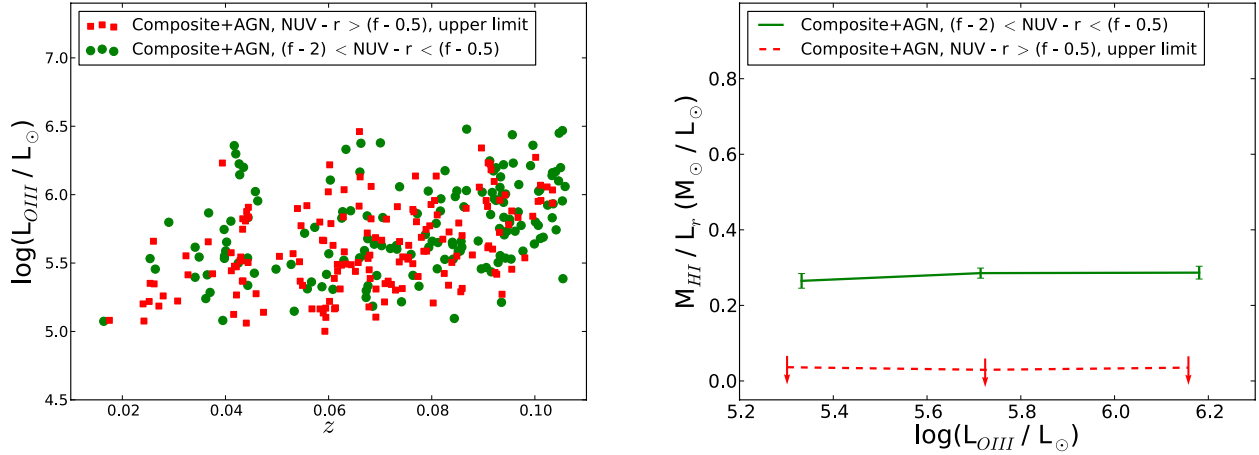 Composite+AGN, NUV - r > (f - 0.5), upper limit
Composite+AGN, (f - 2) < NUV - r < (f - 0.5)
log(L_OIII / L_⊙)
7.0
6.5
6.0
5.5
5.0
4.5
0.02 0.04 0.06 0.08 0.10
z
Composite+AGN, (f - 2) < NUV - r < (f - 0.5)
Composite+AGN, NUV - r > (f - 0.5), upper limit
M_HI / L_r (M_⊙ / L_⊙)
0.8
0.6
0.4
0.2
0.0
5.2 5.4 5.6 5.8 6.0 6.2
log(L_OIII / L_⊙)